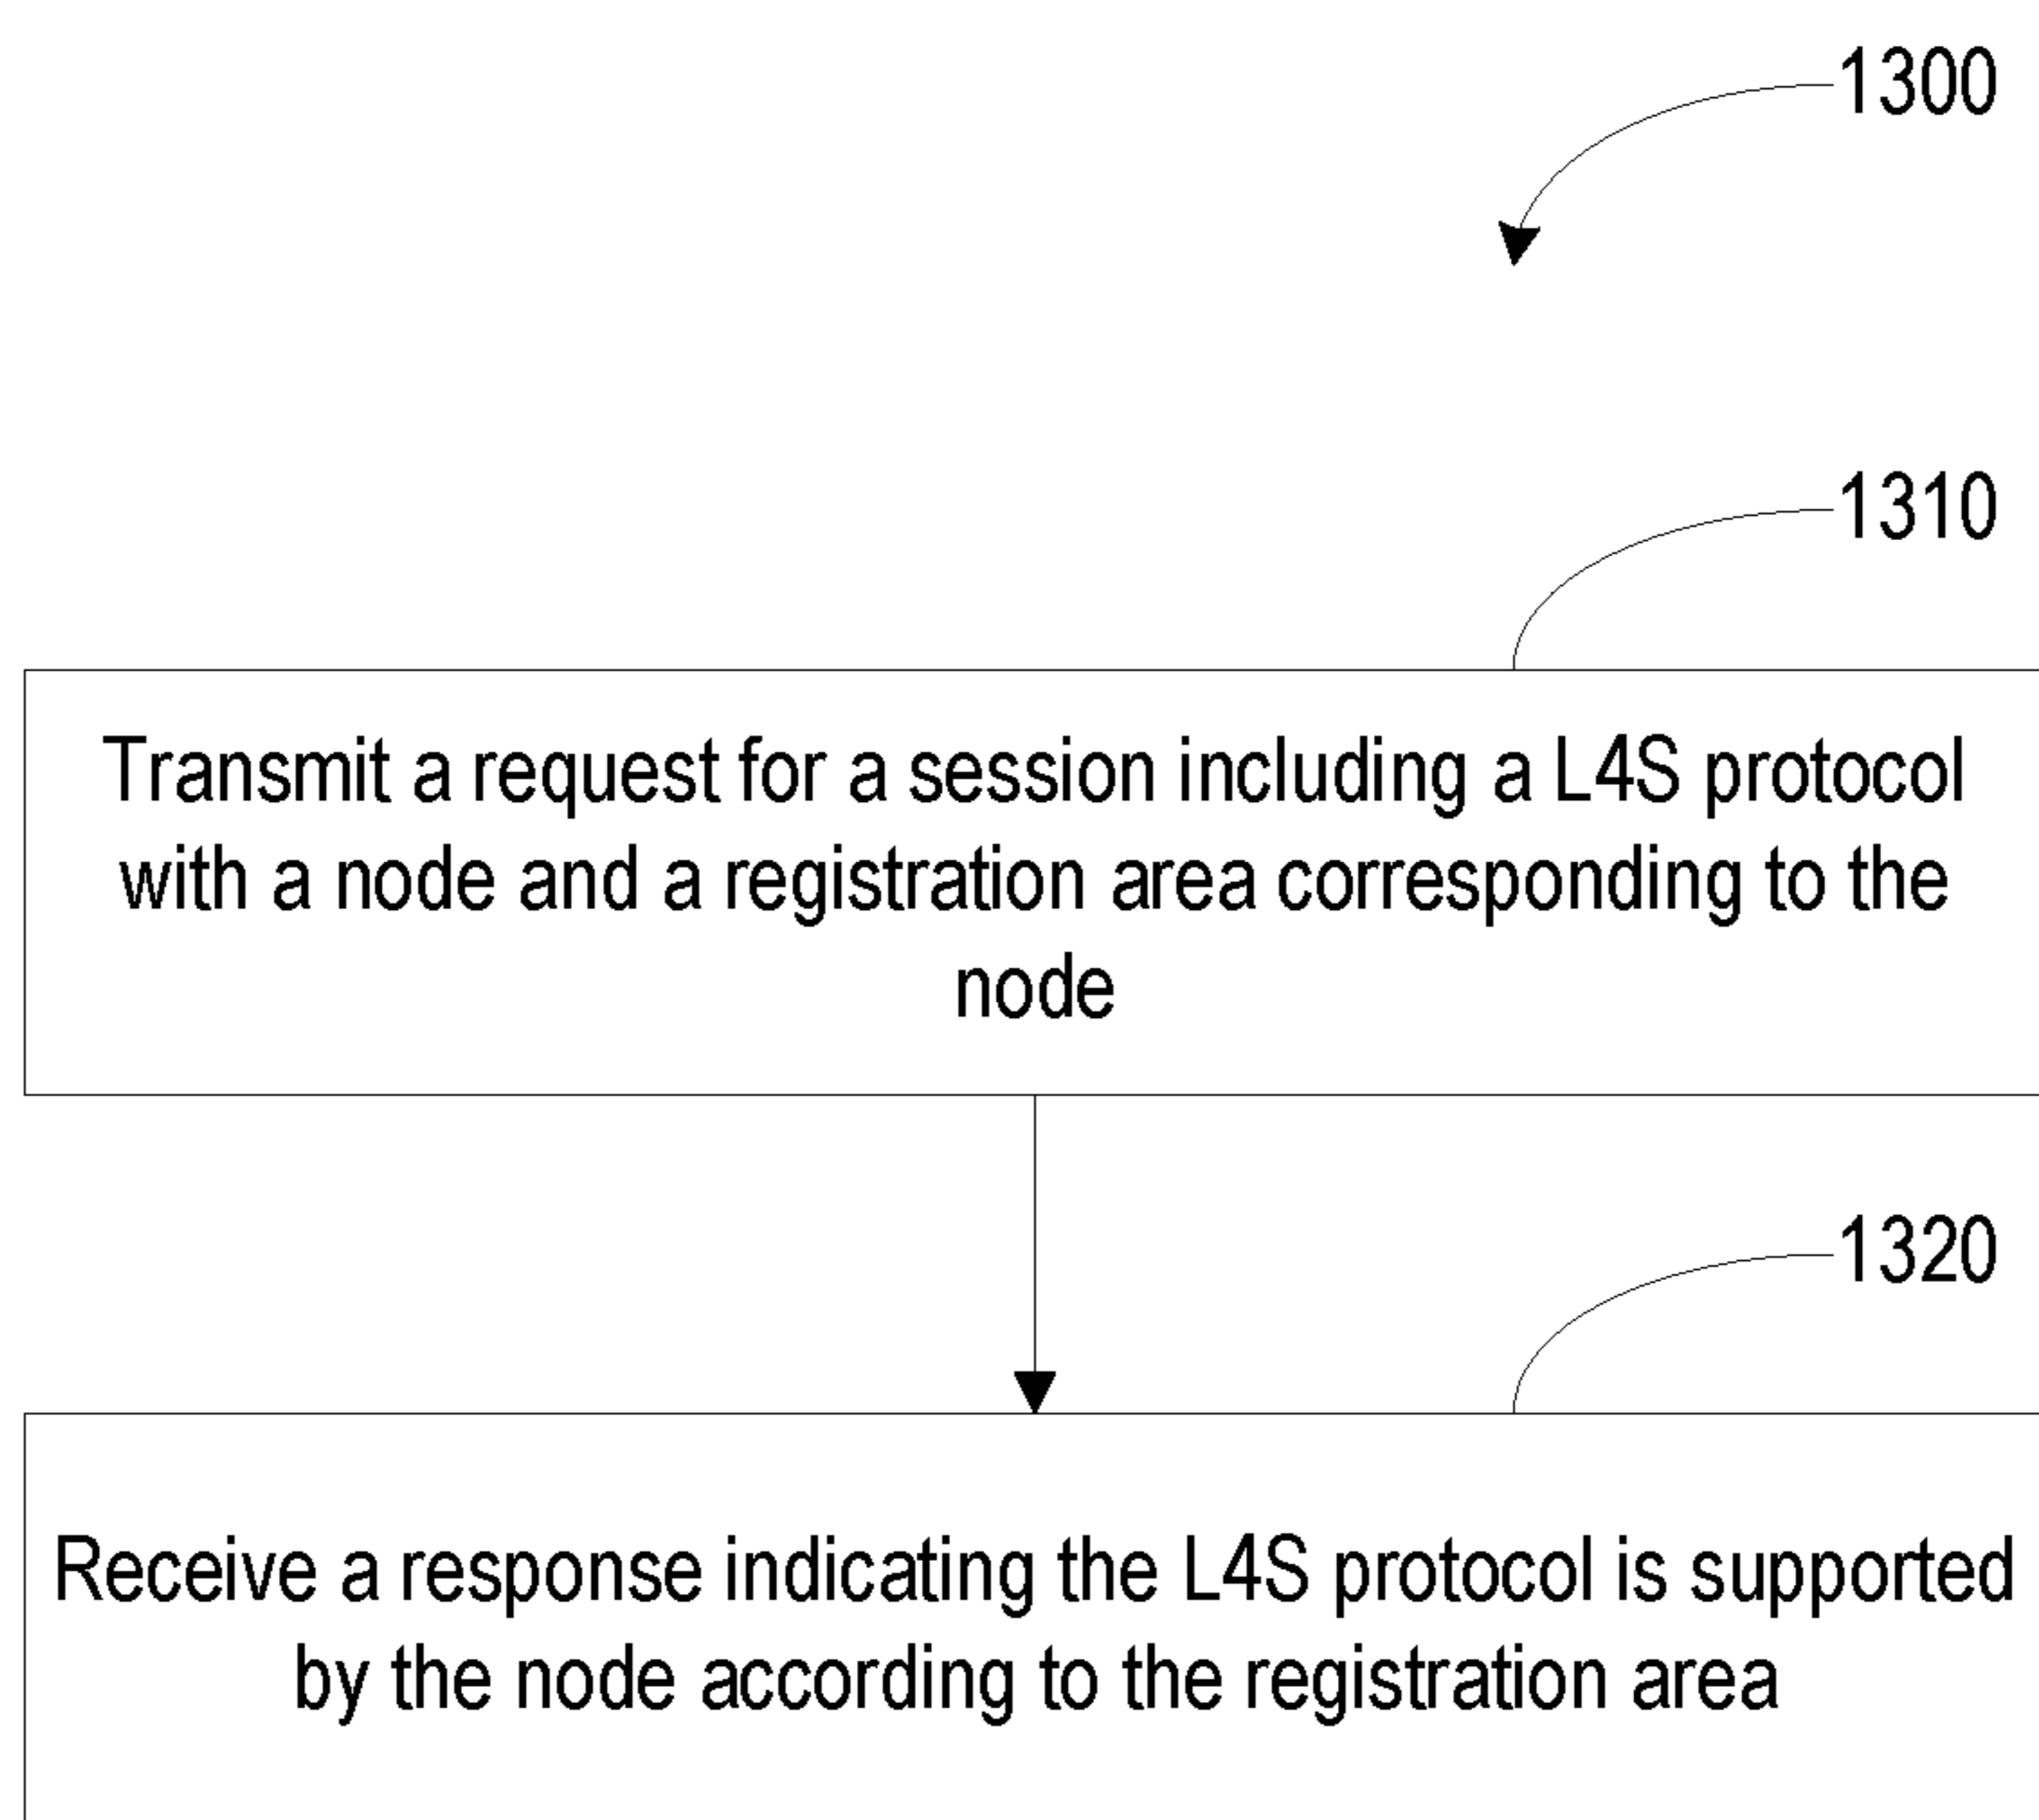 1300
1310
Transmit a request for a session including a L4S protocol
with a node and a registration area corresponding to the
node
1320
Receive a response indicating the L4S protocol is supported
by the node according to the registration area